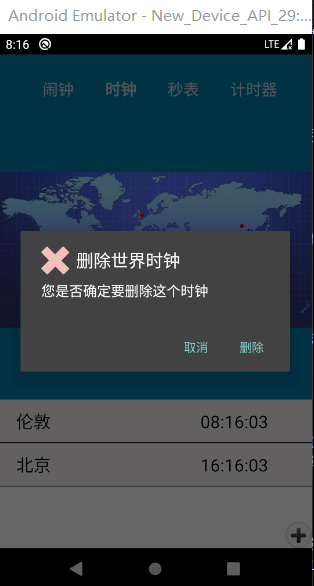 Android Emulator - New_Device_API_29:...
8:16 LTE
闹钟 时钟 秒表 计时器
删除世界时钟
您是否确定要删除这个时钟
取消 删除
伦敦 08:16:03
北京 16:16:03